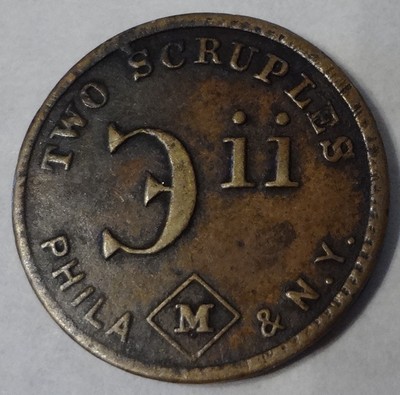 TWO SCRUPLES
℈ii
PHILA & N.Y.
M